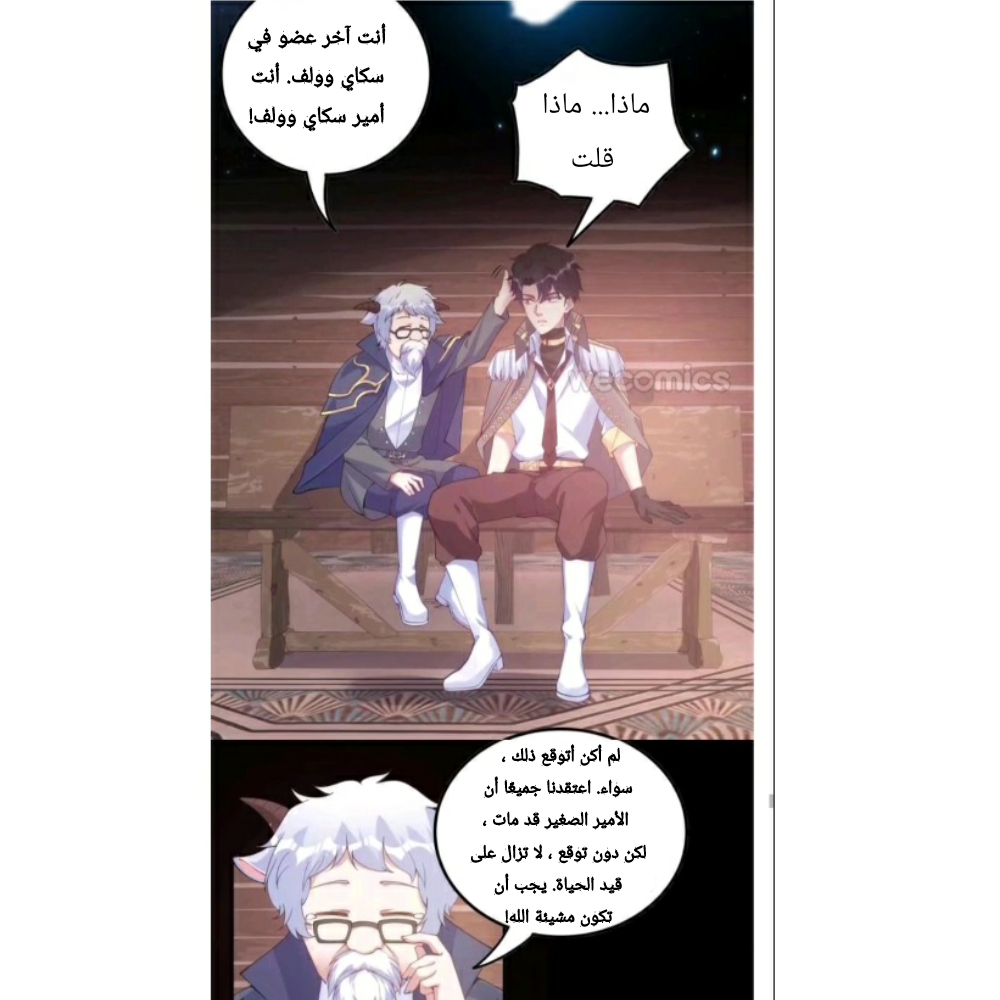 أنت آخر عضو في
سكاي وولف. أنت
أمير سكاي وولف!
ماذا... ماذا
قلت
wecomics
لم أكن أتوقع ذلك ،
سواء. اعتقدنا جميعًا أن
الأمير الصغير قد مات ،
لكن دون توقع ، لا تزال على
قيد الحياة. يجب أن
تكون مشيئة الله!